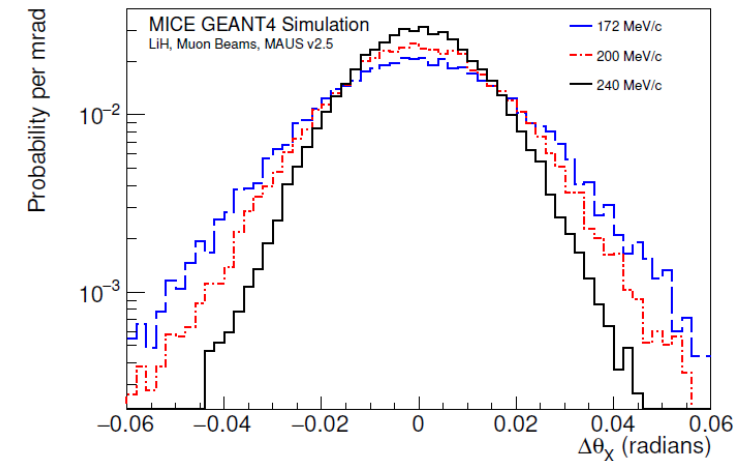 MICE GEANT4 Simulation
LiH, Muon Beams, MAUS v2.5
172 MeV/c
200 MeV/c
240 MeV/c
Probability per mrad
10⁻²
10⁻³
−0.06 −0.04 −0.02 0 0.02 0.04 0.06
Δθ_X (radians)